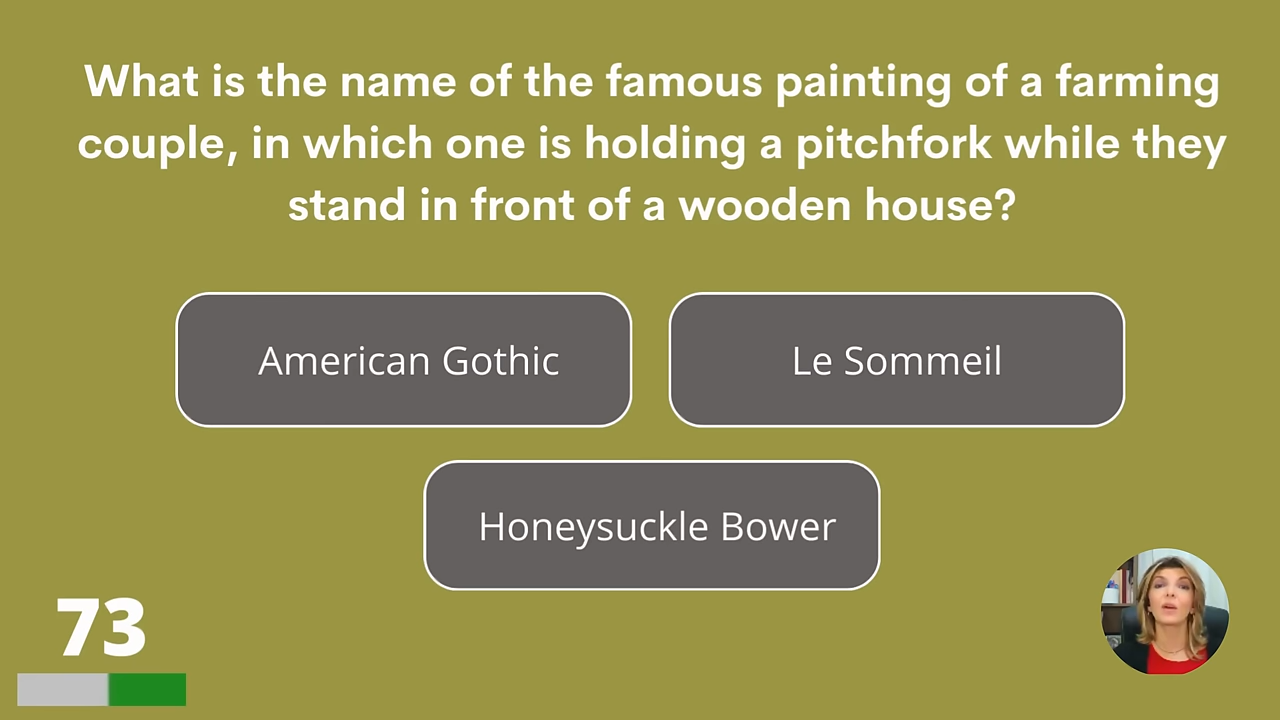 What is the name of the famous painting of a farming
couple, in which one is holding a pitchfork while they
stand in front of a wooden house?
American Gothic
Le Sommeil
Honeysuckle Bower
73